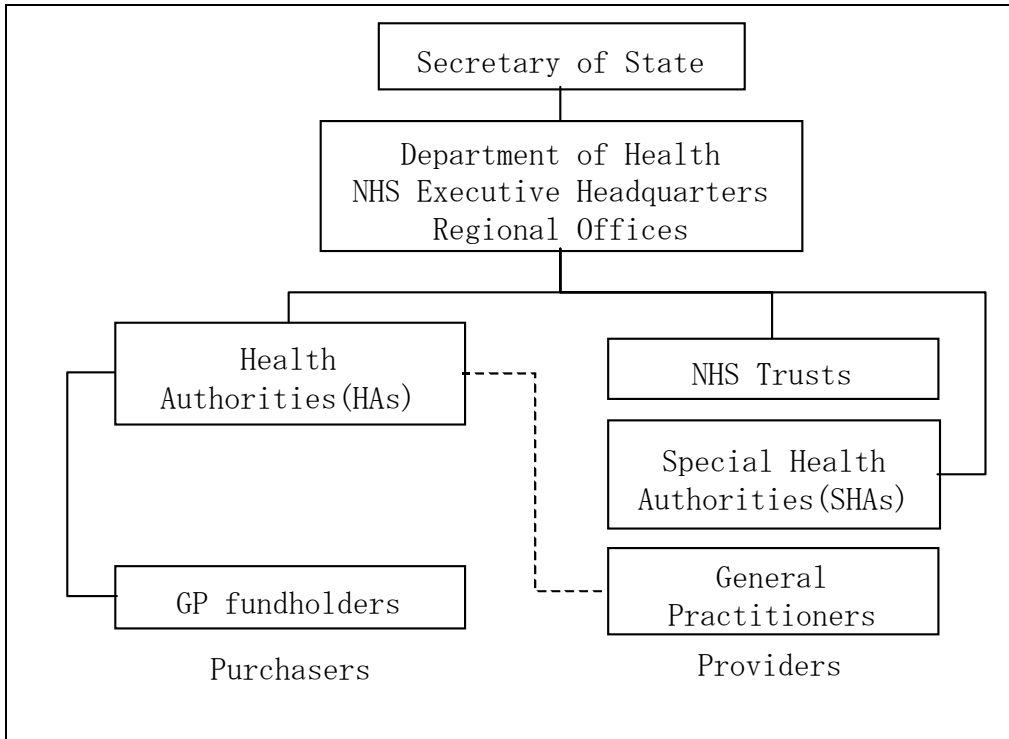 Secretary of State
Department of Health
NHS Executive Headquarters
Regional Offices
Health
Authorities(HAs)
NHS Trusts
Special Health
Authorities(SHAs)
GP fundholders
General
Practitioners
Purchasers
Providers